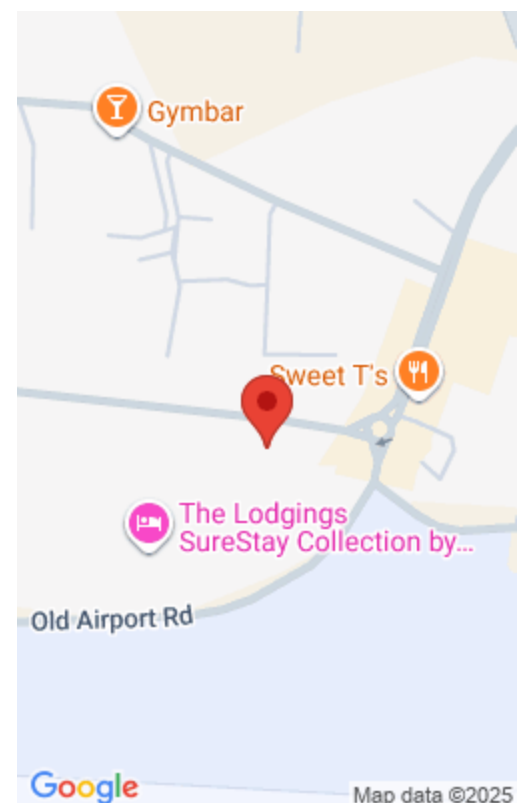 Gymbar
Sweet T's
The Lodgings
SureStay Collection by...
Old Airport Rd
Google
Map data ©2025